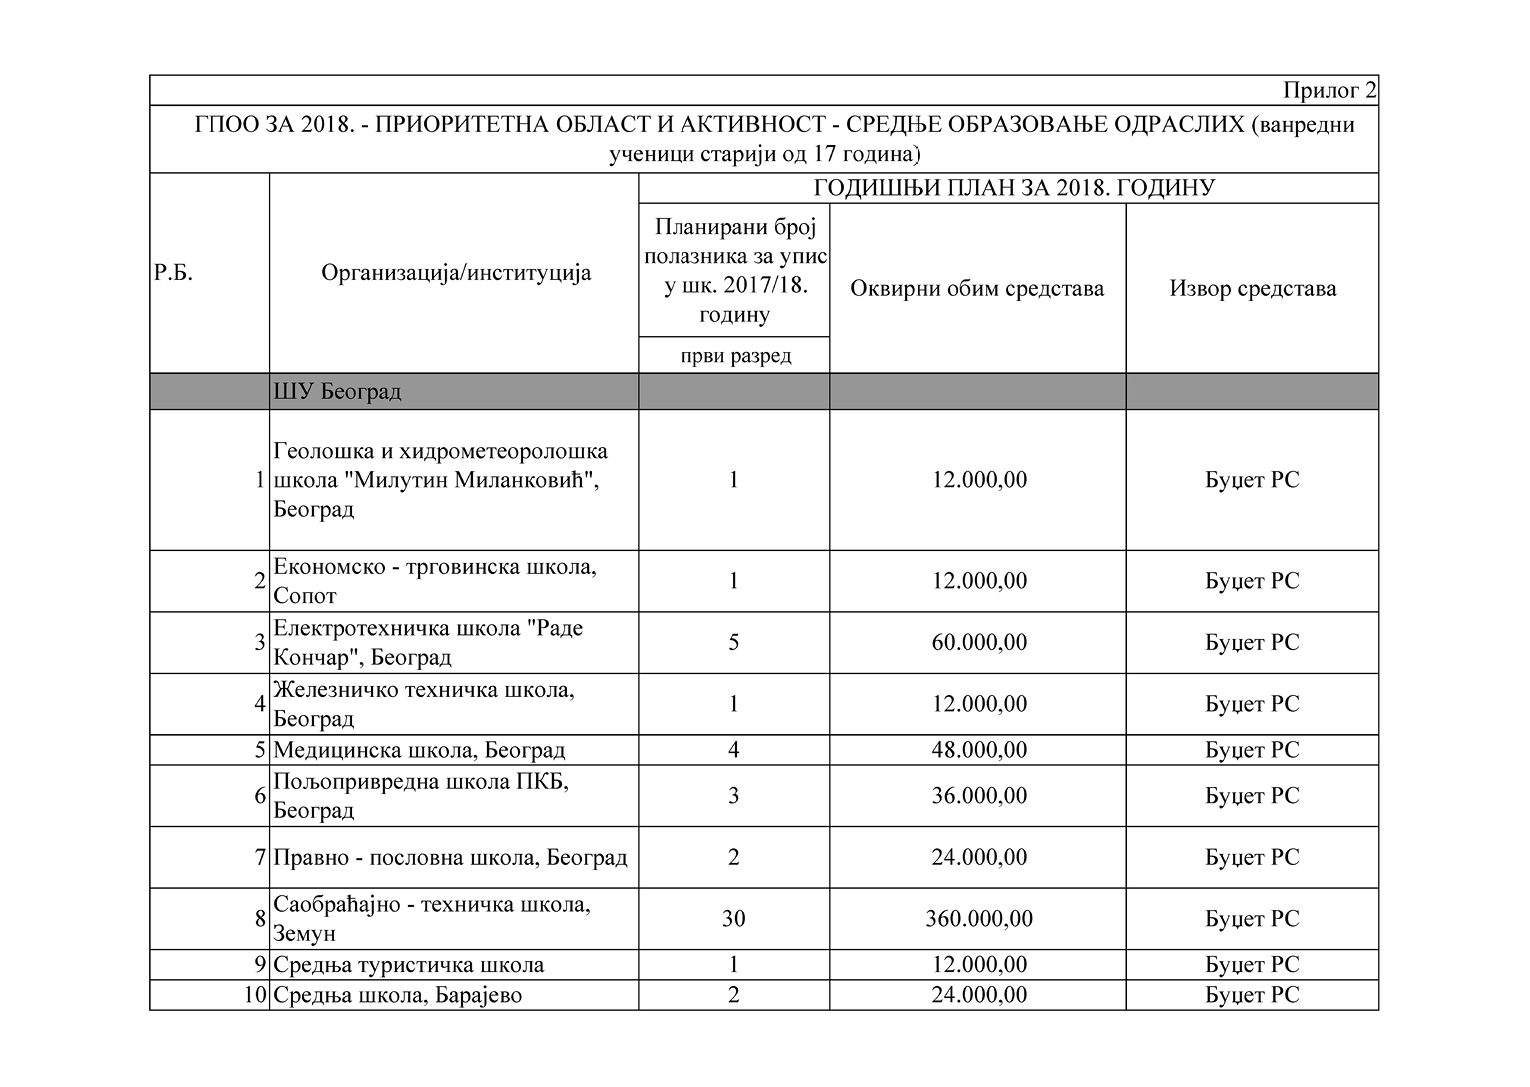 Прилог 2
ГПОО ЗА 2018. - ПРИОРИТЕТНА ОБЛАСТ И АКТИВНОСТ - СРЕДЊЕ ОБРАЗОВАЊЕ ОДРАСЛИХ (ванредни
ученици старији од 17 година)
Р.Б.
Организација/институција
ГОДИШЊИ ПЛАН ЗА 2018. ГОДИНУ
Планирани број
полазника за упис
у шк. 2017/18.
годину
први разред
Оквирни обим средстава
Извор средстава
ШУ Београд
1
Геолошка и хидрометеоролошка
школа "Милутин Миланковић",
Београд
1
12.000,00
Буџет РС
2
Економско - трговинска школа,
Сопот
1
12.000,00
Буџет РС
3
Електротехничка школа "Раде
Кончар", Београд
5
60.000,00
Буџет РС
4
Железничко техничка школа,
Београд
1
12.000,00
Буџет РС
5 Медицинска школа, Београд 4 48.000,00 Буџет РС
6
Пољопривредна школа ПКБ,
Београд
3
36.000,00
Буџет РС
7 Правно - пословна школа, Београд 2 24.000,00 Буџет РС
8
Саобраћајно - техничка школа,
Земун
30
360.000,00
Буџет РС
9 Средња туристичка школа 1 12.000,00 Буџет РС
10 Средња школа, Барајево 2 24.000,00 Буџет РС